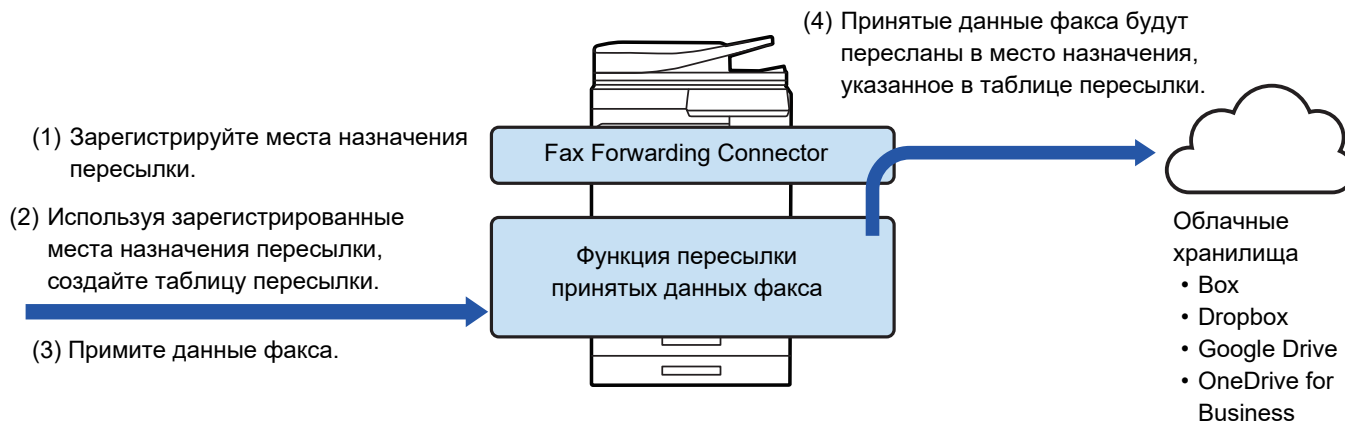 (1) Зарегистрируйте места назначения
пересылки.
(2) Используя зарегистрированные
места назначения пересылки,
создайте таблицу пересылки.
(3) Примите данные факса.
Fax Forwarding Connector
Функция пересылки
принятых данных факса
(4) Принятые данные факса будут
пересланы в место назначения,
указанное в таблице пересылки.
Облачные
хранилища
• Box
• Dropbox
• Google Drive
• OneDrive for
Business